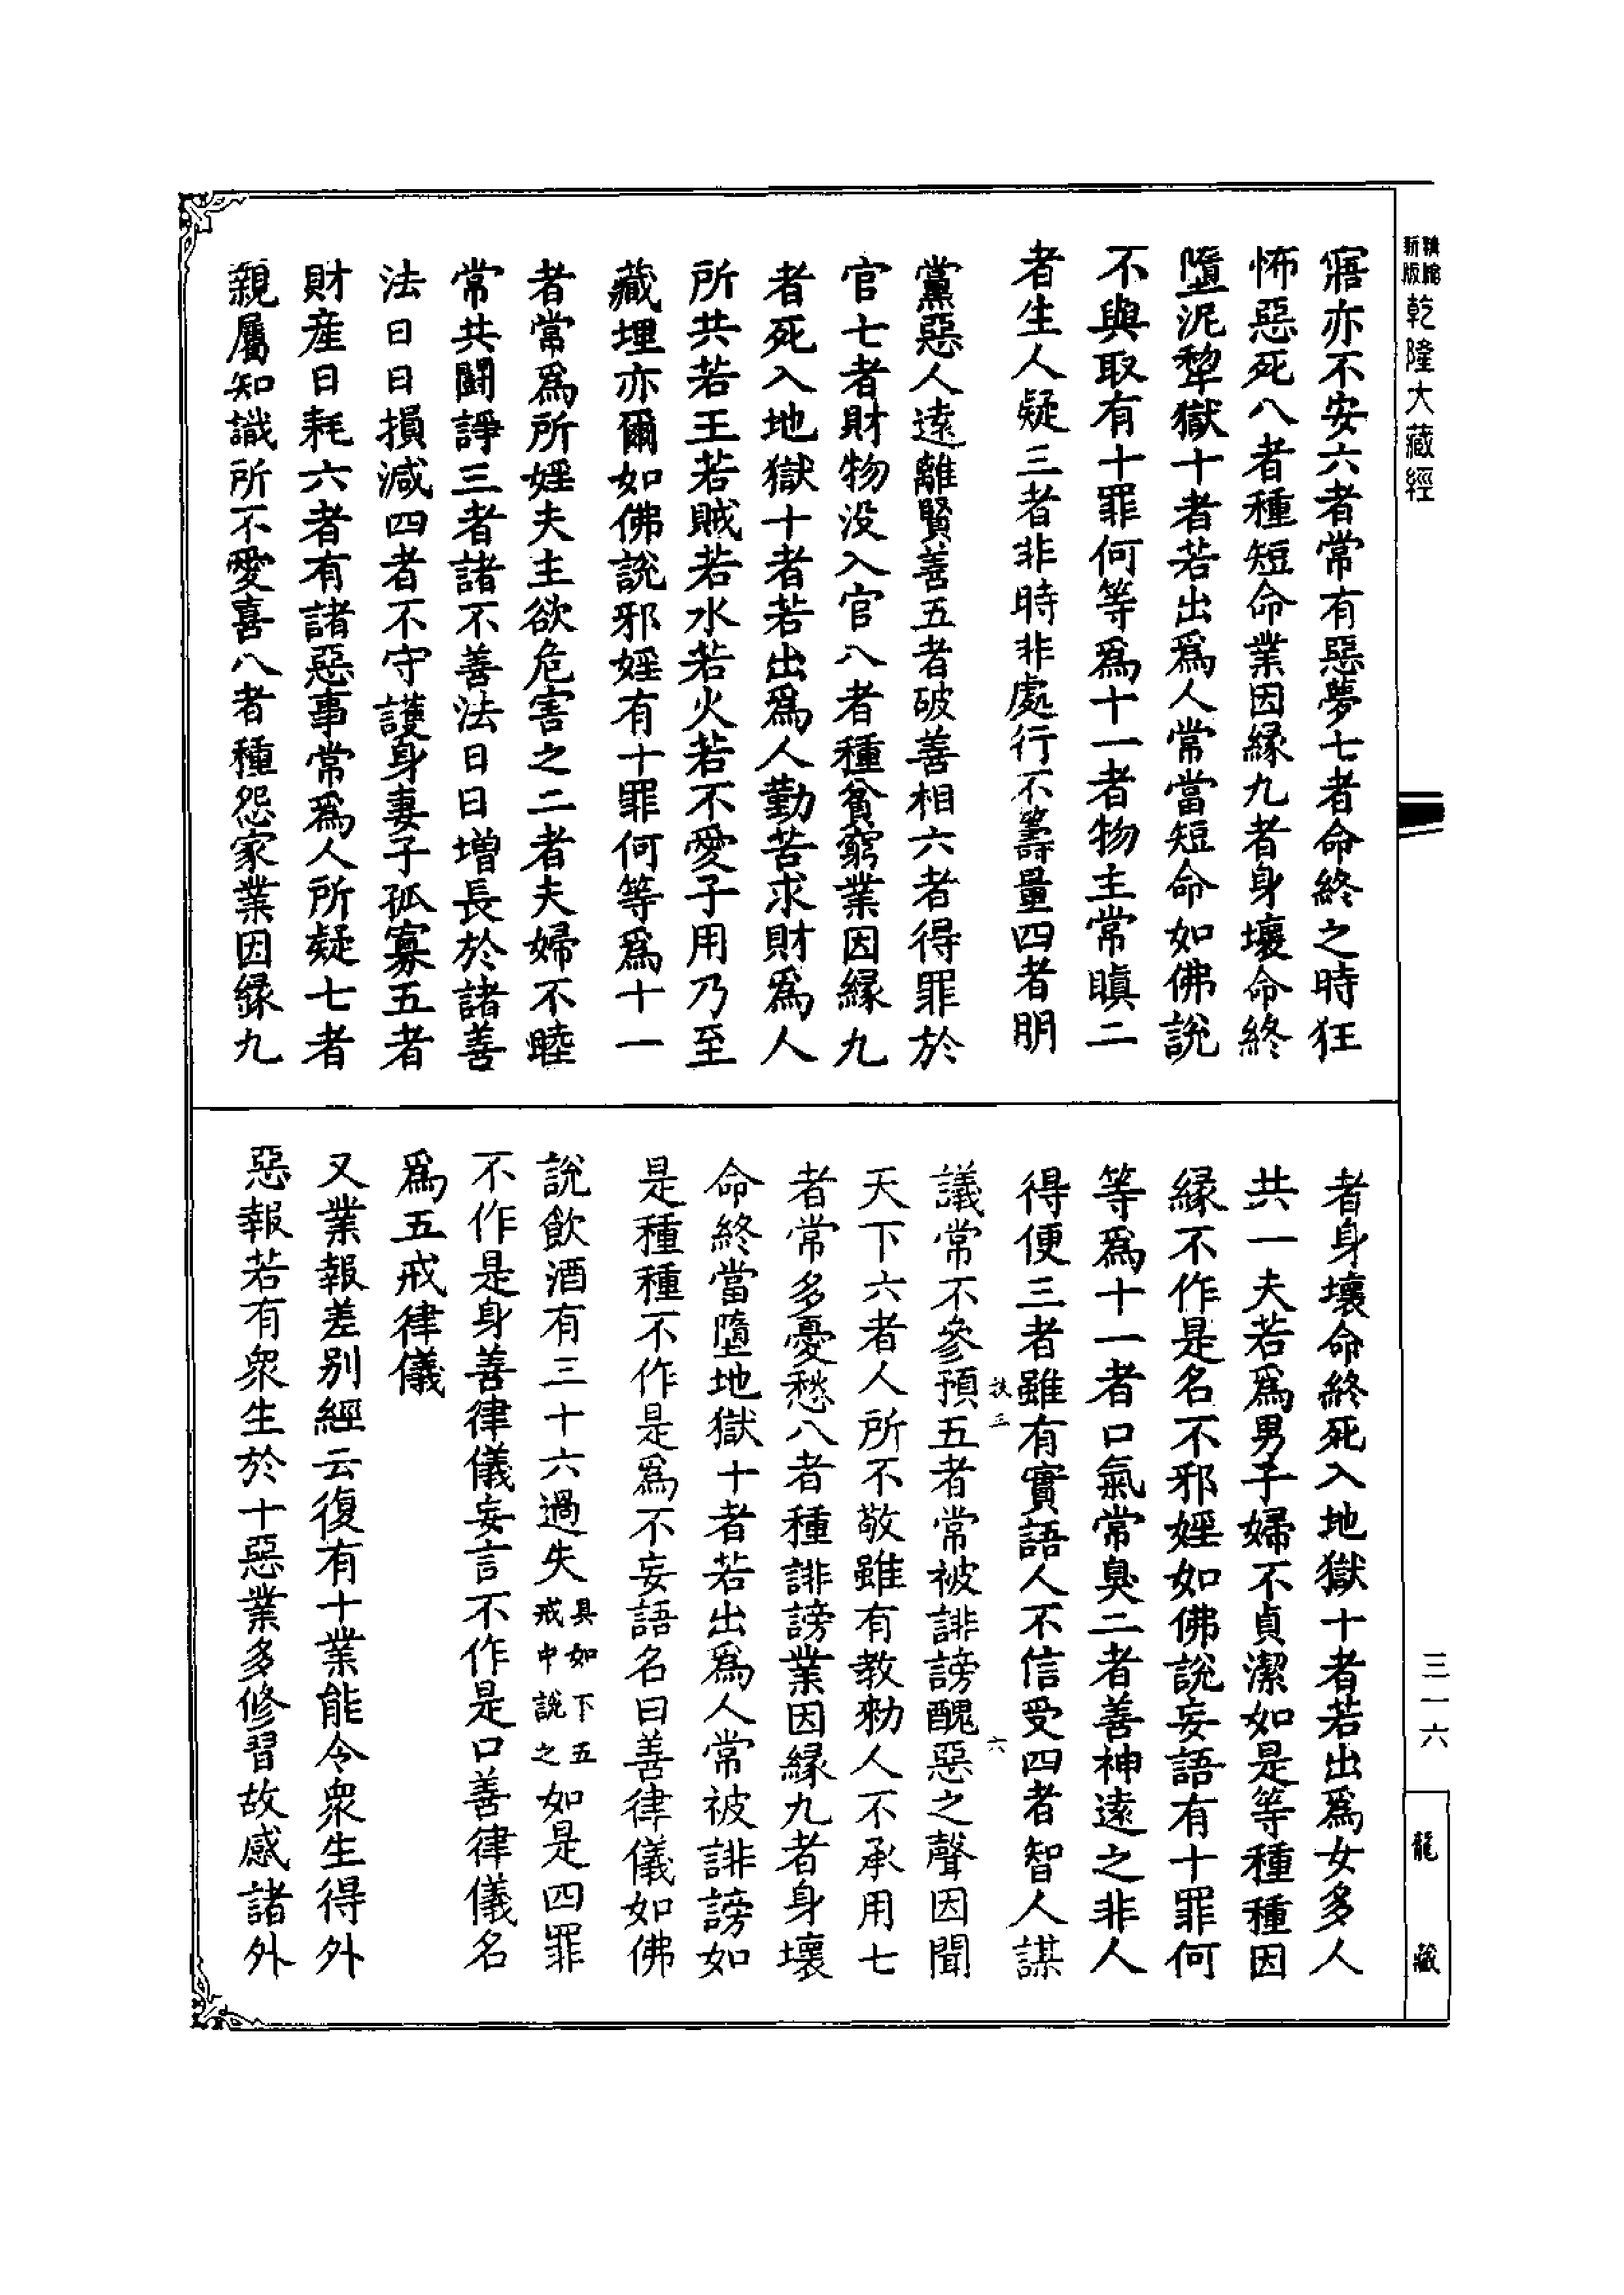 乾隆大藏經
新版
寤亦不安六者常有惡夢七者命終之時狂
怖惡死八者種短命業因緣九者身壞命終
墮泥犂獄十者若出爲人常當短命如佛說
不與取有十罪何等爲十一者物主常瞋二
者生人疑三者非時非處行不籌量四者朋
黨惡人遠離賢善五者破善相六者得罪於
官七者財物没入官八者種貧窮業因緣九
者死入地獄十者若出爲人勤苦求財爲人
所共若王若賊若水若火若不愛子用乃至
藏埋亦爾如佛說邪婬有十罪何等爲十一
者常爲所婬夫主欲危害之二者夫婦不睦
常共鬪諍三者諸不善法日日增長於諸善
法日日損減四者不守護身妻子孤寡五者
財産日耗六者有諸惡事常爲人所疑七者
親屬知識所不愛喜八者種怨家業因緣九
者身壞命終死入地獄十者若出爲女多人
共一夫若爲男子婦不貞潔如是等種種因
緣不作是名不邪婬如佛說妄語有十罪何
等爲十一者口氣常臭二者善神遠之非人
得便三者雖有實語人不信受四者智人謀
扶三
六
議常不參預五者常被誹謗醜惡之聲因聞
天下六者人所不敬雖有教勑人不承用七
者常多憂愁八者種誹謗業因緣九者身壞
命終當墮地獄十者若出爲人常被誹謗如
是種種不作是爲不妄語名曰善律儀如佛
說飲酒有三十六過失具如下五戒中說之如是四罪
不作是身善律儀妄言不作是口善律儀名
爲五戒律儀
又業報差别經云復有十業能令衆生得外
惡報若有衆生於十惡業多修習故感諸外
三一六
龍藏